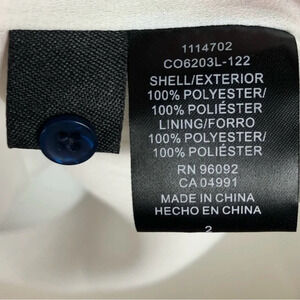 1114702
CO6203L-122
SHELL/EXTERIOR
100% POLYESTER/
100% POLIÉSTER
LINING/FORRO
100% POLYESTER/
100% POLIÉSTER
RN 96092
CA 04991
MADE IN CHINA
HECHO EN CHINA
2